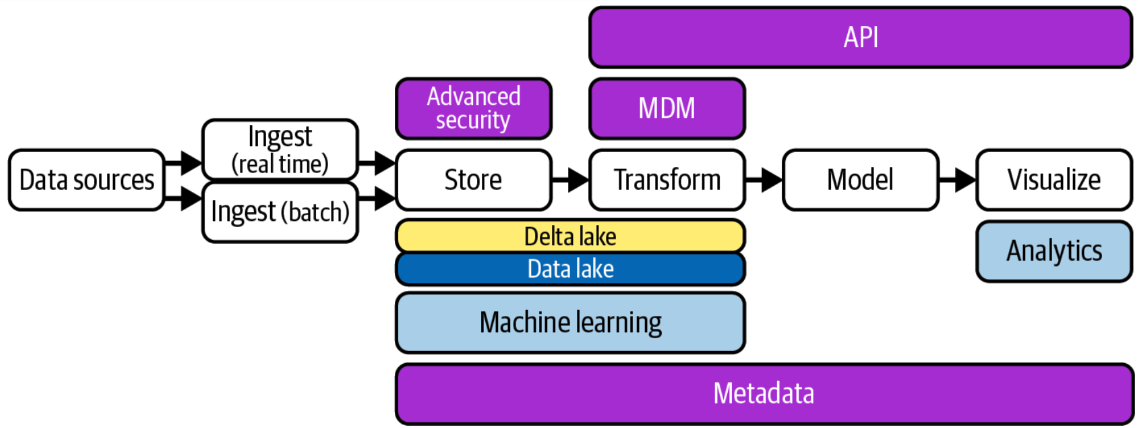 API
Advanced
security
MDM
Data sources
Ingest
(real time)
Ingest (batch)
Store
Transform
Model
Visualize
Delta lake
Data lake
Analytics
Machine learning
Metadata